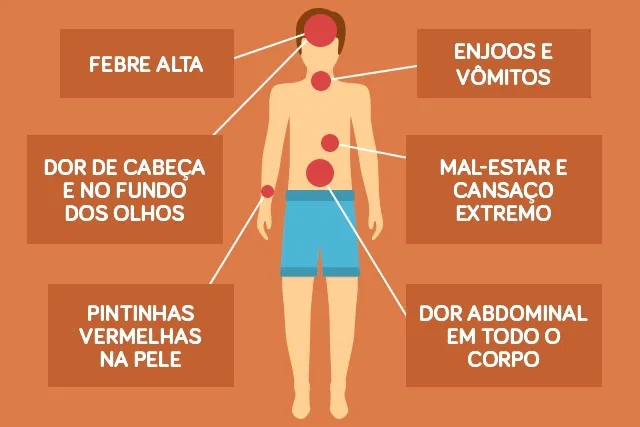 FEBRE ALTA
ENJOOS E
VÔMITOS
DOR DE CABEÇA
E NO FUNDO
DOS OLHOS
MAL-ESTAR E
CANSAÇO
EXTREMO
PINTINHAS
VERMELHAS
NA PELE
DOR ABDOMINAL
EM TODO O
CORPO